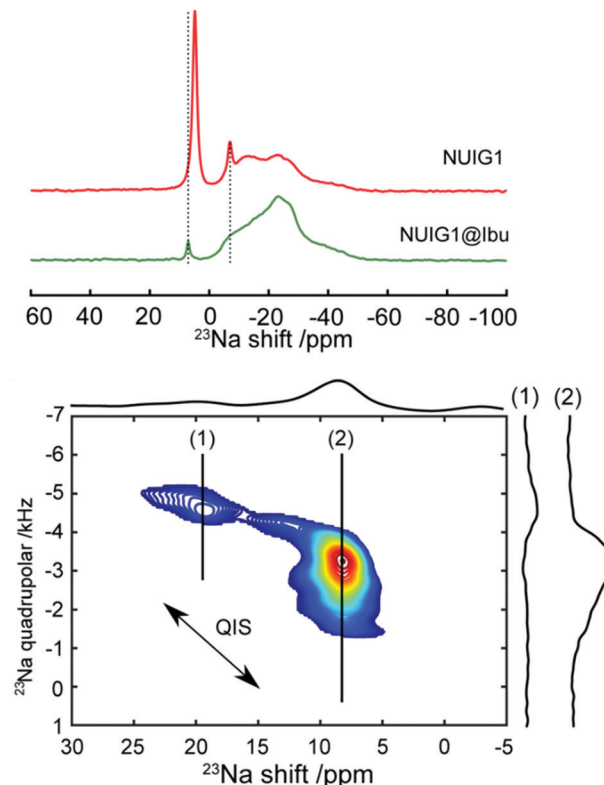 NUIG1
NUIG1@Ibu
60 40 20 0 -20 -40 -60 -80 -100
²³Na shift /ppm
(1) (2)
-7
-6
-5
-4
-3
-2
-1
0
1
²³Na quadrupolar /kHz
(1) (2)
QIS
30 25 20 15 10 5 0 -5
²³Na shift /ppm